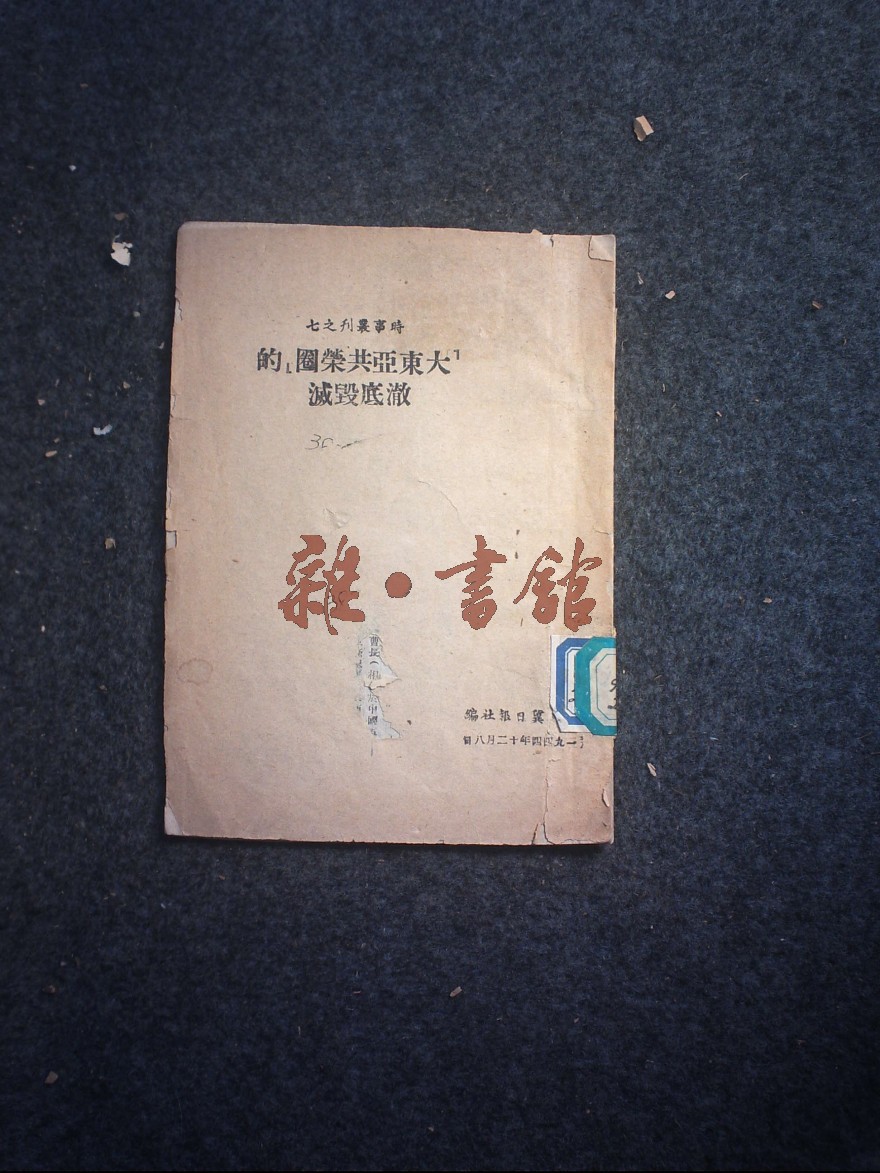 時事叢刊之七
「大東亞共榮圈」的
澈底毀滅
30
雜·書館
冀日報社編
一九四四年十二月八日